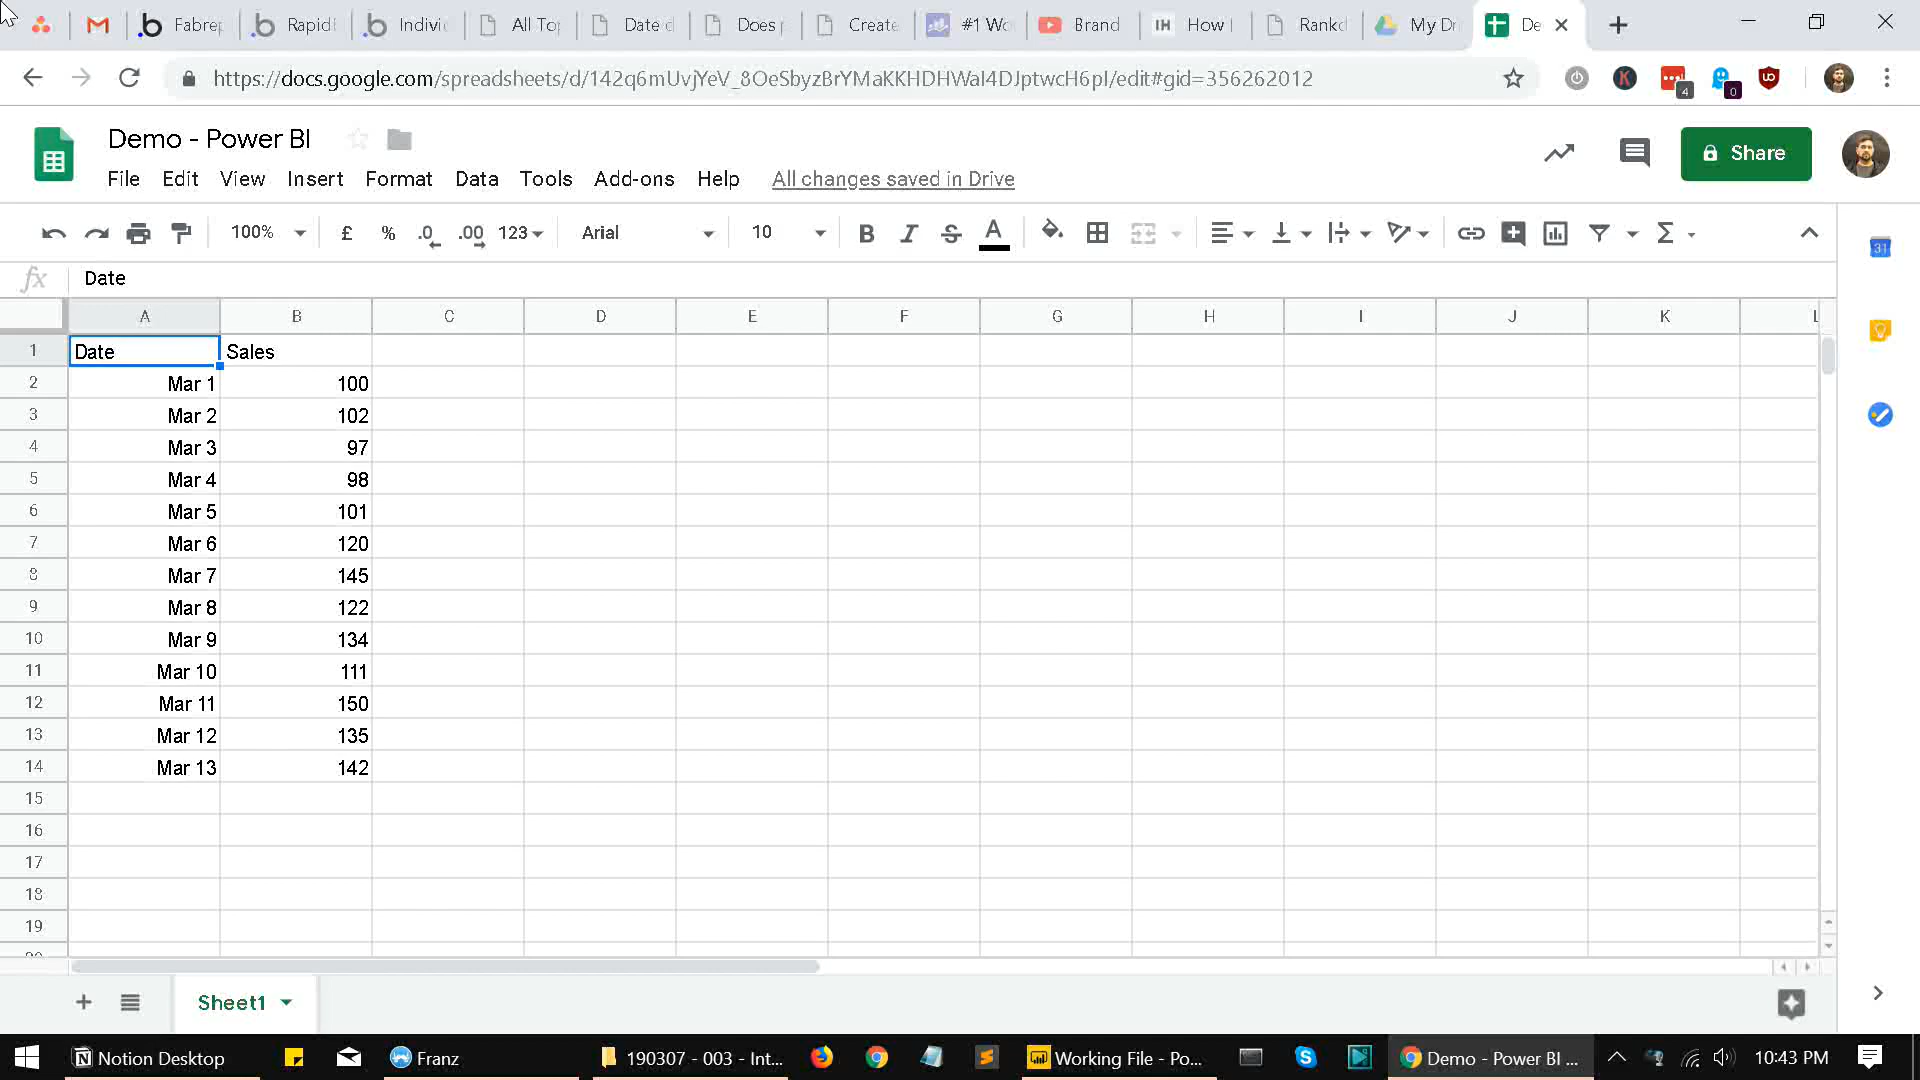 Fabrep
Rapid
Indivi
All To
Date c
Does
Create
#1 Wo
Brand
IH How
Rankd
My Dr
De
https://docs.google.com/spreadsheets/d/142q6mUvjYeV_8OeSbyzBrYMaKKHDHWaI4DJptwcH6pI/edit#gid=356262012
4
0
Demo - Power BI
Share
File Edit View Insert Format Data Tools Add-ons Help All changes saved in Drive
100% £ % .0 .00 123 Arial 10 B I S A Σ
31
fx Date
A B C D E F G H I J K L
1 Date Sales
2 Mar 1 100
3 Mar 2 102
4 Mar 3 97
5 Mar 4 98
6 Mar 5 101
7 Mar 6 120
8 Mar 7 145
9 Mar 8 122
10 Mar 9 134
11 Mar 10 111
12 Mar 11 150
13 Mar 12 135
14 Mar 13 142
15
16
17
18
19
20
Sheet1
Notion Desktop
Franz
190307 - 003 - Int...
Working File - Po...
Demo - Power BI ...
10:43 PM